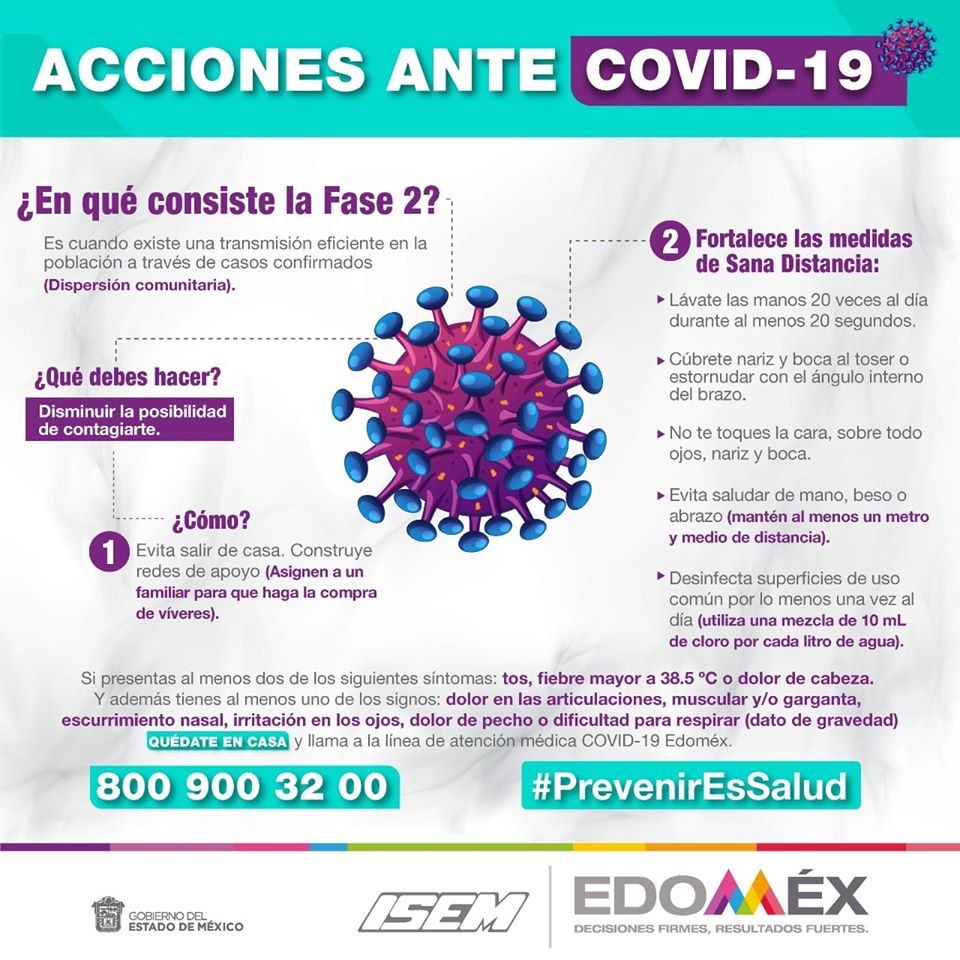 ACCIONES ANTE COVID-19
¿En qué consiste la Fase 2?
Es cuando existe una transmisión eficiente en la
población a través de casos confirmados
(Dispersión comunitaria).
¿Qué debes hacer?
Disminuir la posibilidad
de contagiarte.
¿Cómo?
1
Evita salir de casa. Construye
redes de apoyo (Asignen a un
familiar para que haga la compra
de víveres).
2 Fortalece las medidas
de Sana Distancia:
Lávate las manos 20 veces al día
durante al menos 20 segundos.
Cúbrete nariz y boca al toser o
estornudar con el ángulo interno
del brazo.
No te toques la cara, sobre todo
ojos, nariz y boca.
Evita saludar de mano, beso o
abrazo (mantén al menos un metro
y medio de distancia).
Desinfecta superficies de uso
común por lo menos una vez al
día (utiliza una mezcla de 10 mL
de cloro por cada litro de agua).
Si presentas al menos dos de los siguientes síntomas: tos, fiebre mayor a 38.5 ºC o dolor de cabeza.
Y además tienes al menos uno de los signos: dolor en las articulaciones, muscular y/o garganta,
escurrimiento nasal, irritación en los ojos, dolor de pecho o dificultad para respirar (dato de gravedad)
QUÉDATE EN CASA y llama a la línea de atención médica COVID-19 Edoméx.
800 900 32 00
#PrevenirEsSalud
GOBIERNO DEL
ESTADO DE MÉXICO
ISEM
EDOMÉX
DECISIONES FIRMES, RESULTADOS FUERTES.